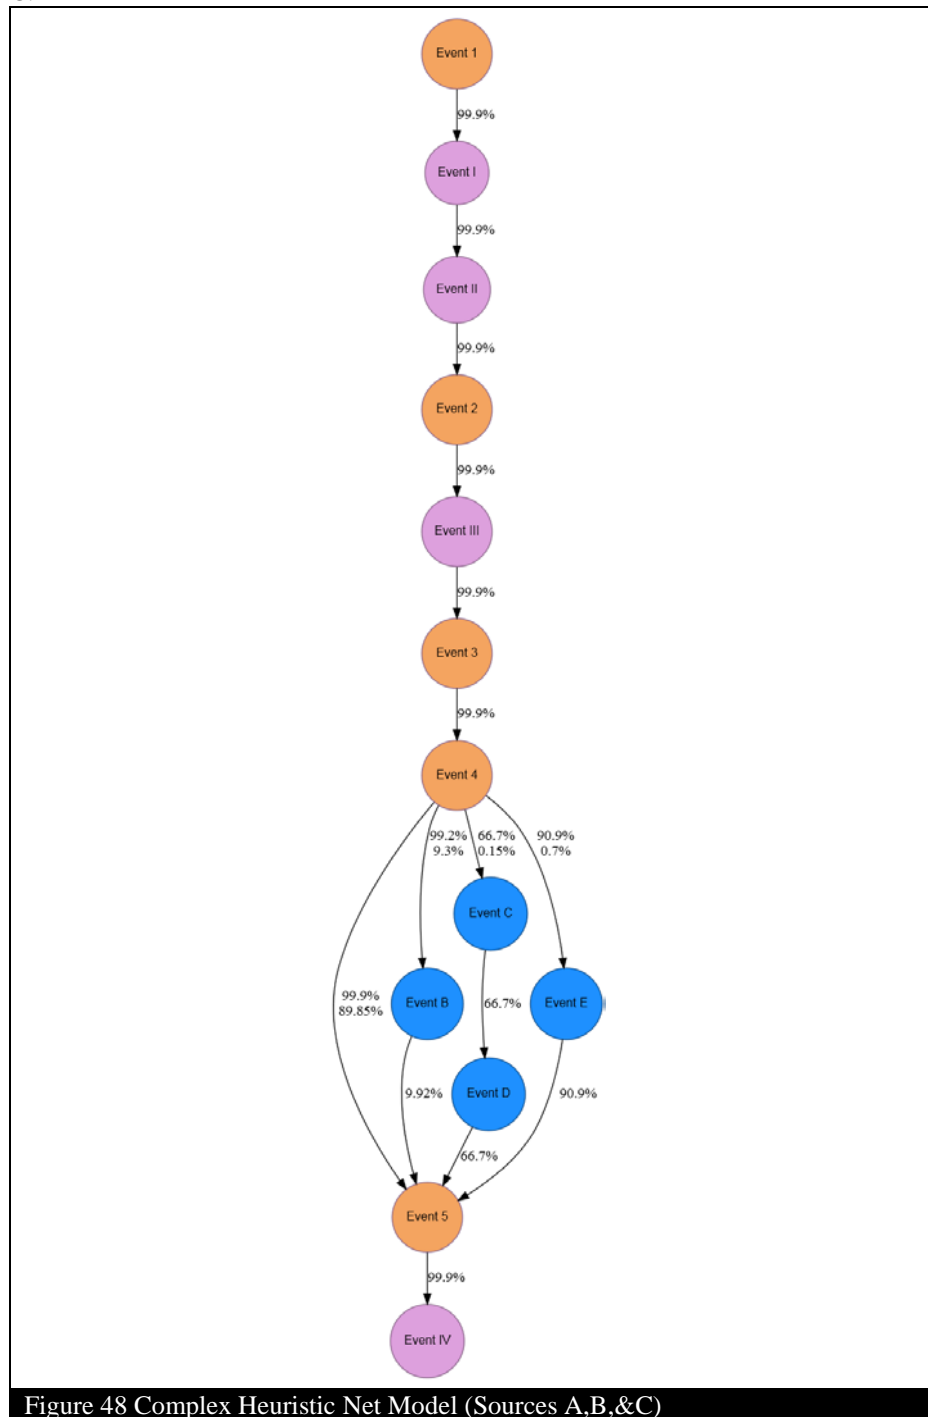 Event 1
99.9%
Event I
99.9%
Event II
99.9%
Event 2
99.9%
Event III
99.9%
Event 3
99.9%
Event 4
99.2%
9.3%
66.7%
0.15%
90.9%
0.7%
Event C
99.9%
89.85%
Event B
66.7%
Event E
9.92%
Event D
90.9%
66.7%
Event 5
99.9%
Event IV
Figure 48 Complex Heuristic Net Model (Sources A,B,&C)